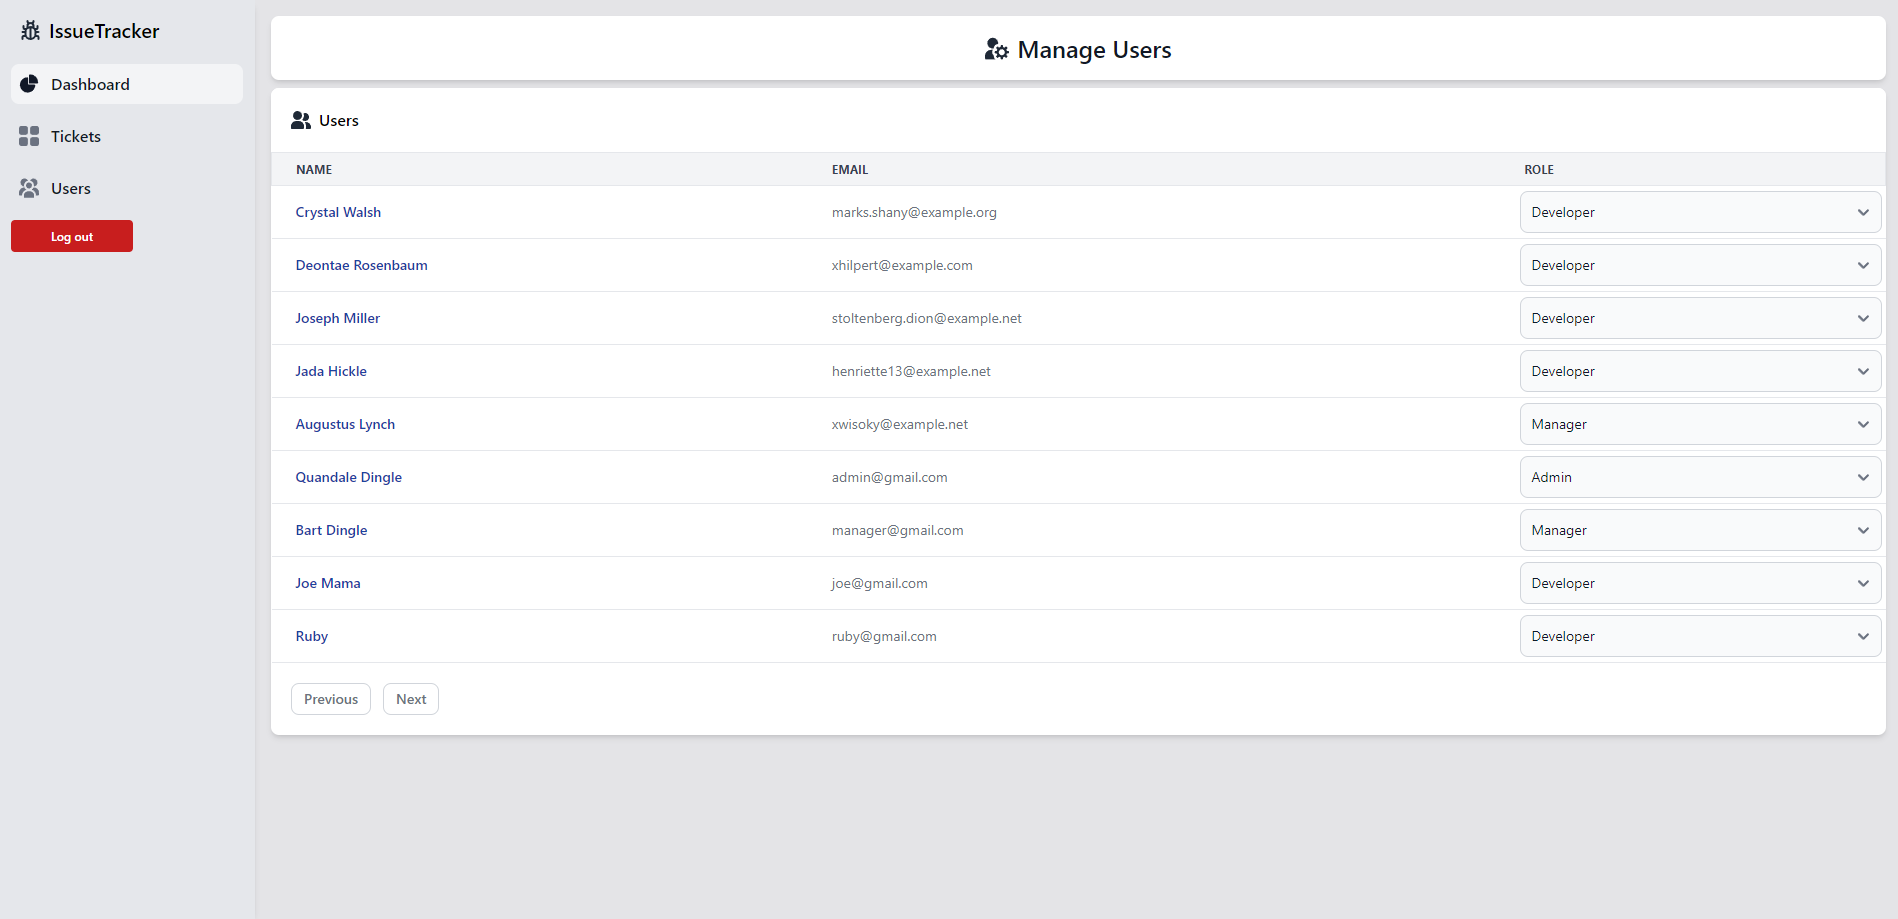 IssueTracker
Dashboard
Tickets
Users
Log out
Manage Users
Users
NAME EMAIL ROLE
Crystal Walsh marks.shany@example.org Developer
Deontae Rosenbaum xhilpert@example.com Developer
Joseph Miller stoltenberg.dion@example.net Developer
Jada Hickle henriette13@example.net Developer
Augustus Lynch xwisoky@example.net Manager
Quandale Dingle admin@gmail.com Admin
Bart Dingle manager@gmail.com Manager
Joe Mama joe@gmail.com Developer
Ruby ruby@gmail.com Developer
Previous Next